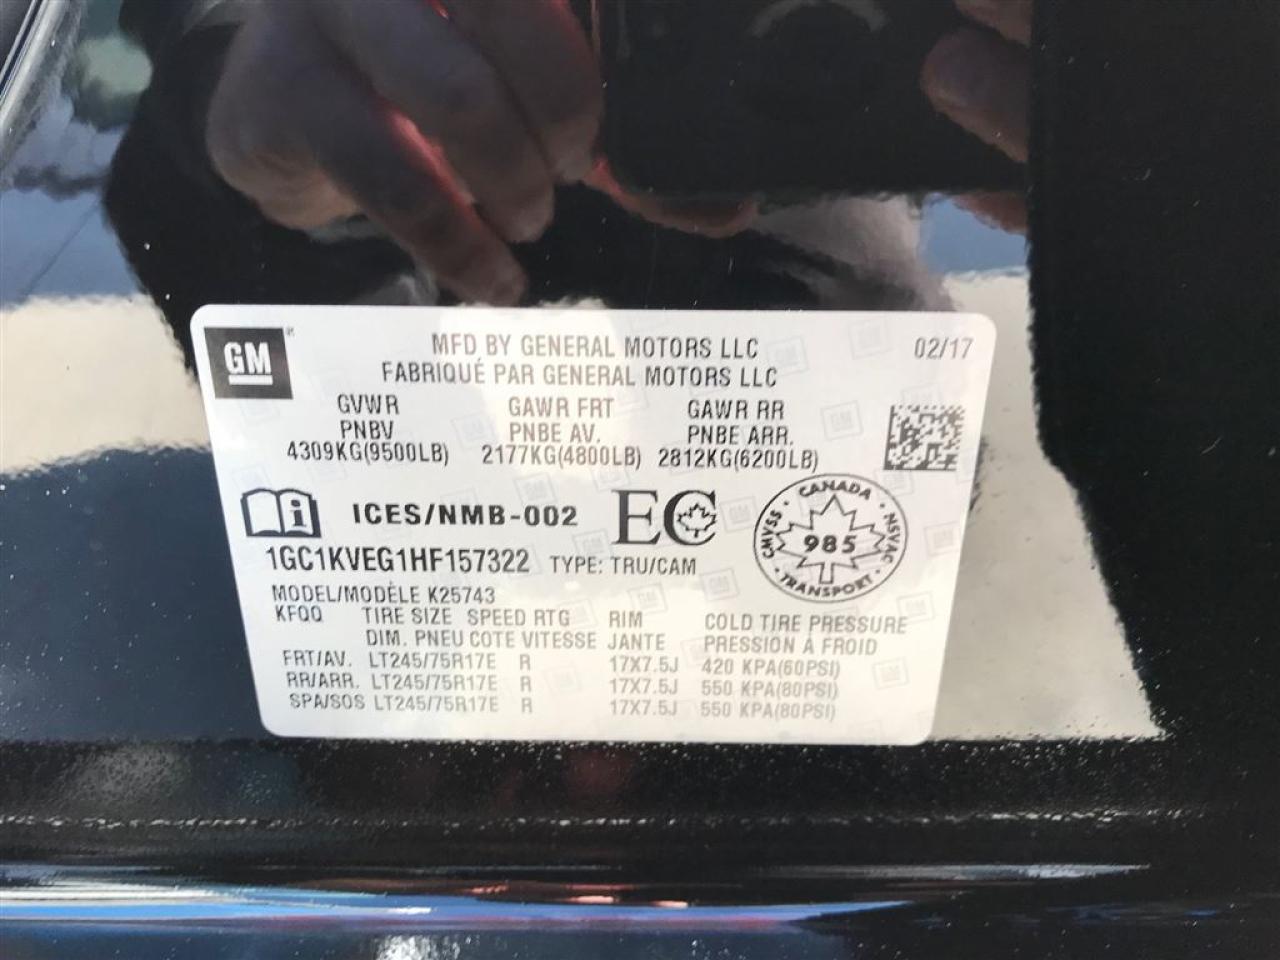 GM
MFD BY GENERAL MOTORS LLC 02/17
FABRIQUÉ PAR GENERAL MOTORS LLC
GVWR GAWR FRT GAWR RR
PNBV PNBE AV. PNBE ARR.
4309KG(9500LB) 2177KG(4800LB) 2812KG(6200LB)
i ICES/NMB-002 EC
CANADA
CMVSS · 985 · NSVAC
TRANSPORT
1GC1KVEG1HF157322 TYPE: TRU/CAM
MODEL/MODÈLE K25743
KFQQ TIRE SIZE SPEED RTG RIM COLD TIRE PRESSURE
DIM. PNEU COTE VITESSE JANTE PRESSION À FROID
FRT/AV. LT245/75R17E R 17X7.5J 420 KPA(60PSI)
RR/ARR. LT245/75R17E R 17X7.5J 550 KPA(80PSI)
SPA/SOS LT245/75R17E R 17X7.5J 550 KPA(80PSI)